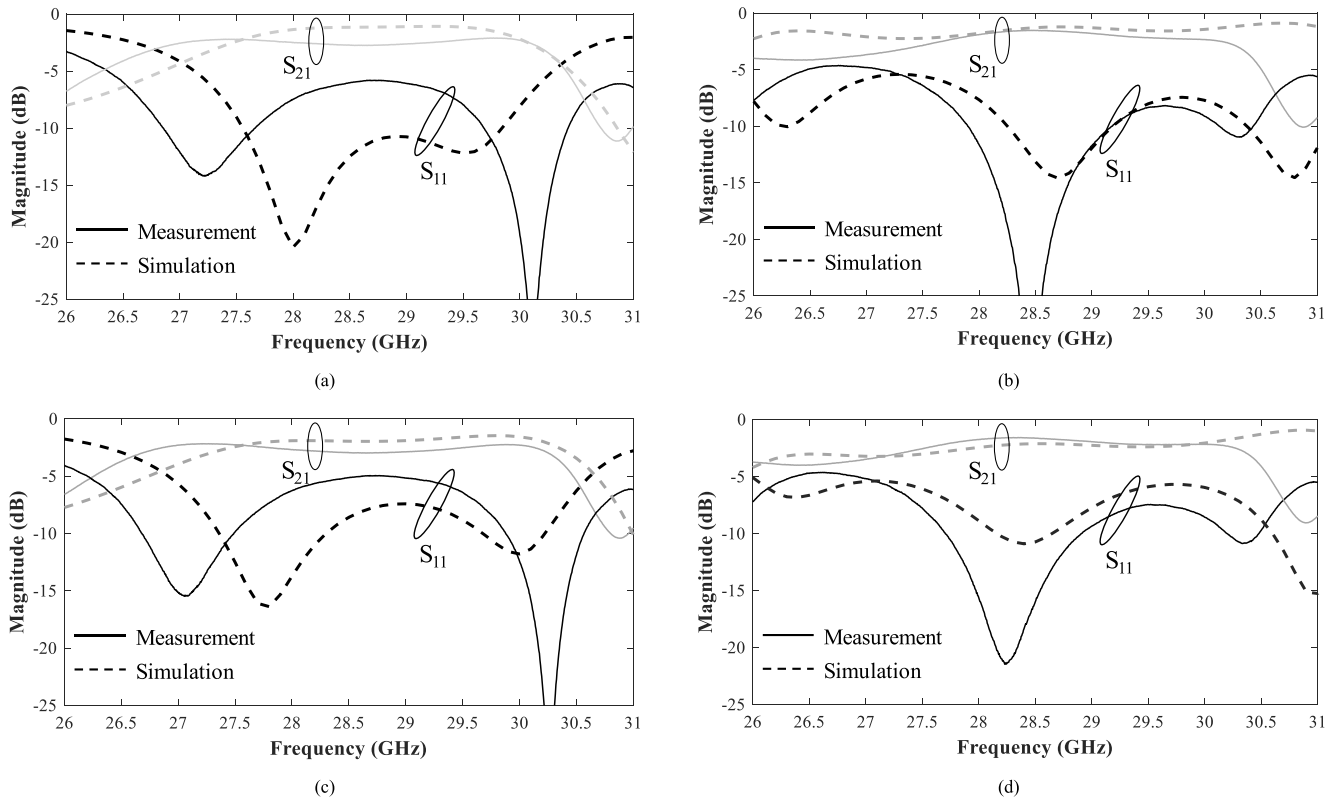 0
-5
-10
-15
-20
-25
Magnitude (dB)
S21
S11
Measurement
Simulation
26 26.5 27 27.5 28 28.5 29 29.5 30 30.5 31
Frequency (GHz)
(a)
0
-5
-10
-15
-20
-25
Magnitude (dB)
S21
S11
Measurement
Simulation
26 26.5 27 27.5 28 28.5 29 29.5 30 30.5 31
Frequency (GHz)
(b)
0
-5
-10
-15
-20
-25
Magnitude (dB)
S21
S11
Measurement
Simulation
26 26.5 27 27.5 28 28.5 29 29.5 30 30.5 31
Frequency (GHz)
(c)
0
-5
-10
-15
-20
-25
Magnitude (dB)
S21
S11
Measurement
Simulation
26 26.5 27 27.5 28 28.5 29 29.5 30 30.5 31
Frequency (GHz)
(d)